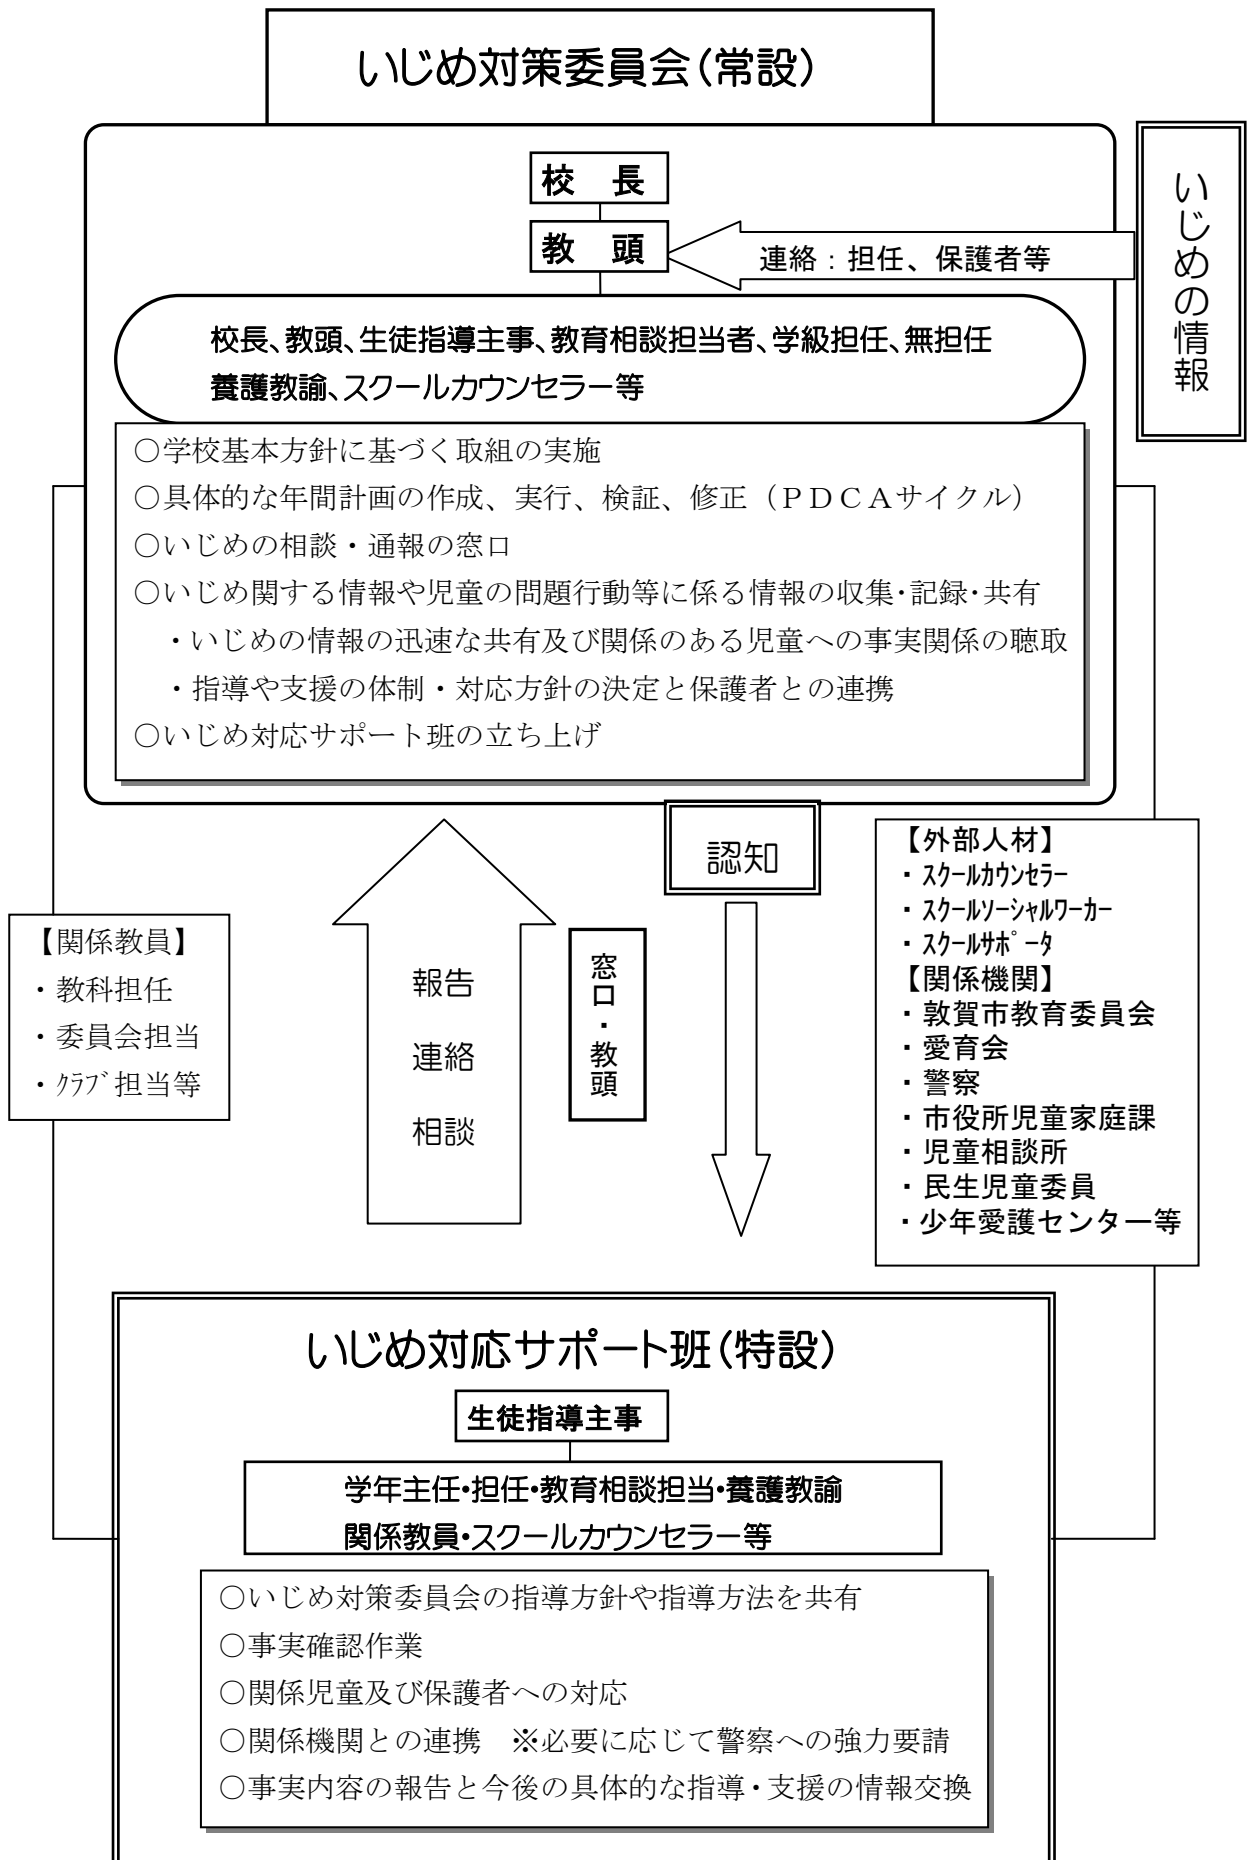 いじめ対策委員会(常設)
校　長
教　頭
連絡：担任、保護者等
いじめの情報
校長、教頭、生徒指導主事、教育相談担当者、学級担任、無担任
養護教諭、スクールカウンセラー等
○学校基本方針に基づく取組の実施
○具体的な年間計画の作成、実行、検証、修正（ＰＤＣＡサイクル）
○いじめの相談・通報の窓口
○いじめ関する情報や児童の問題行動等に係る情報の収集・記録・共有
・いじめの情報の迅速な共有及び関係のある児童への事実関係の聴取
・指導や支援の体制・対応方針の決定と保護者との連携
○いじめ対応サポート班の立ち上げ
認知
【関係教員】
・教科担任
・委員会担当
・ｸﾗﾌﾞ担当等
報告
連絡
相談
窓口・教頭
【外部人材】
・ｽｸｰﾙｶｳﾝｾﾗｰ
・ｽｸｰﾙｿｰｼｬﾙﾜｰｶｰ
・ｽｸｰﾙｻﾎﾟｰﾀ
【関係機関】
・敦賀市教育委員会
・愛育会
・警察
・市役所児童家庭課
・児童相談所
・民生児童委員
・少年愛護センター等
いじめ対応サポート班(特設)
生徒指導主事
学年主任・担任・教育相談担当・養護教諭
関係教員・スクールカウンセラー等
○いじめ対策委員会の指導方針や指導方法を共有
○事実確認作業
○関係児童及び保護者への対応
○関係機関との連携　※必要に応じて警察への強力要請
○事実内容の報告と今後の具体的な指導・支援の情報交換